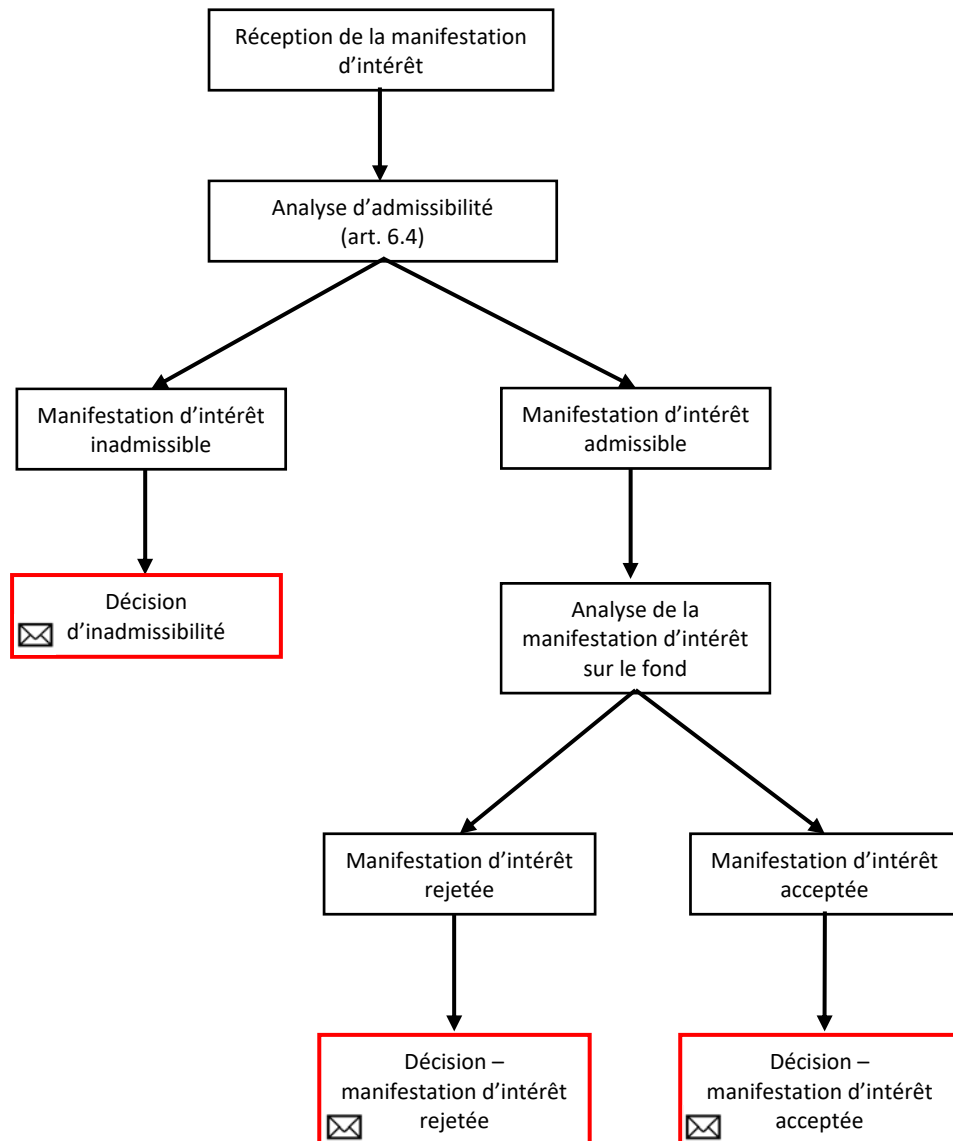 Réception de la manifestation
d’intérêt
Analyse d’admissibilité
(art. 6.4)
Manifestation d’intérêt
inadmissible
Manifestation d’intérêt
admissible
Décision
d’inadmissibilité
Analyse de la
manifestation d’intérêt
sur le fond
Manifestation d’intérêt
rejetée
Manifestation d’intérêt
acceptée
Décision –
manifestation d’intérêt
rejetée
Décision –
manifestation d’intérêt
acceptée